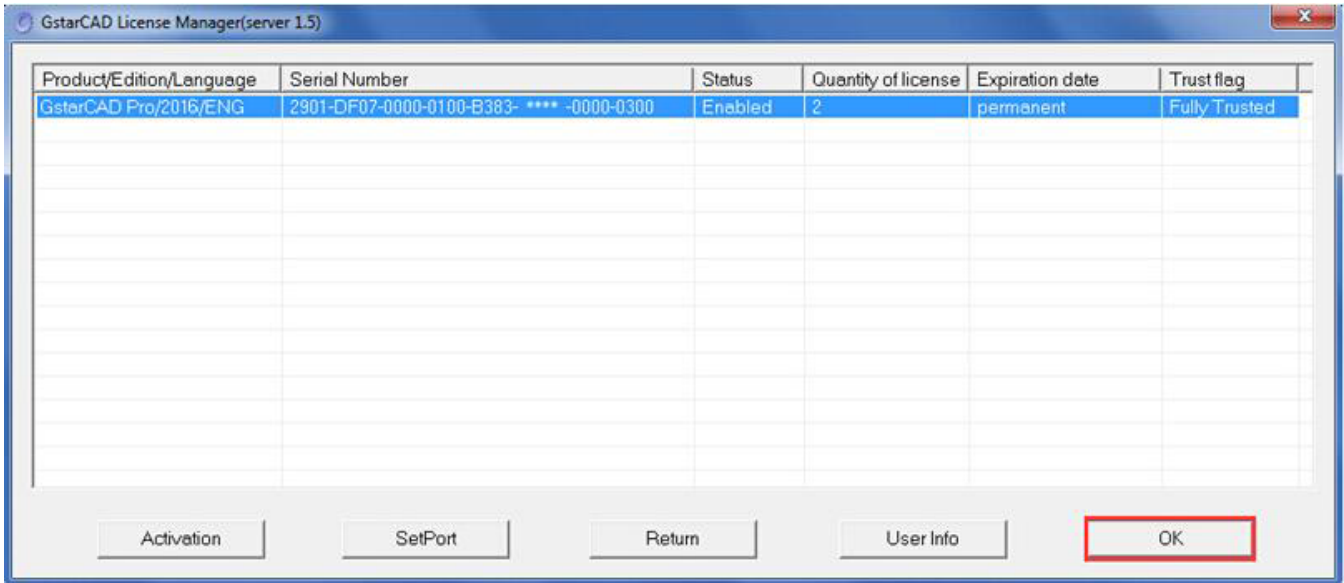 GstarCAD License Manager(server 1.5)
Product/Edition/Language Serial Number Status Quantity of license Expiration date Trust flag
GstarCAD Pro/2016/ENG 2901-DF07-0000-0100-B383- **** -0000-0300 Enabled 2 permanent Fully Trusted
Activation SetPort Return User Info OK